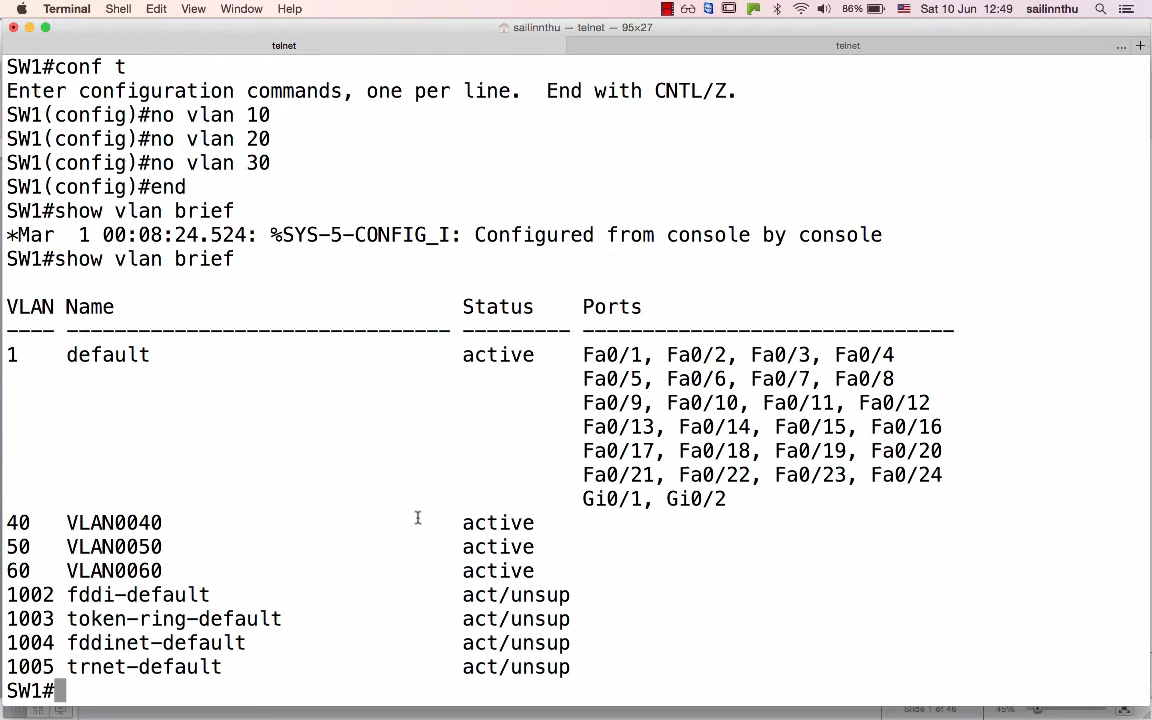 Terminal Shell Edit View Window Help 86% Sat 10 Jun 12:49 sailinnthu
sailinnthu — telnet — 95x27
telnet telnet ... +
SW1#conf t
Enter configuration commands, one per line.  End with CNTL/Z.
SW1(config)#no vlan 10
SW1(config)#no vlan 20
SW1(config)#no vlan 30
SW1(config)#end
SW1#show vlan brief
*Mar  1 00:08:24.524: %SYS-5-CONFIG_I: Configured from console by console
SW1#show vlan brief
VLAN Name                             Status    Ports
---- -------------------------------- --------- -------------------------------
1    default                          active    Fa0/1, Fa0/2, Fa0/3, Fa0/4
Fa0/5, Fa0/6, Fa0/7, Fa0/8
Fa0/9, Fa0/10, Fa0/11, Fa0/12
Fa0/13, Fa0/14, Fa0/15, Fa0/16
Fa0/17, Fa0/18, Fa0/19, Fa0/20
Fa0/21, Fa0/22, Fa0/23, Fa0/24
Gi0/1, Gi0/2
40   VLAN0040                         active
50   VLAN0050                         active
60   VLAN0060                         active
1002 fddi-default                     act/unsup
1003 token-ring-default               act/unsup
1004 fddinet-default                  act/unsup
1005 trnet-default                    act/unsup
SW1#
Slide 1 of 46 45%